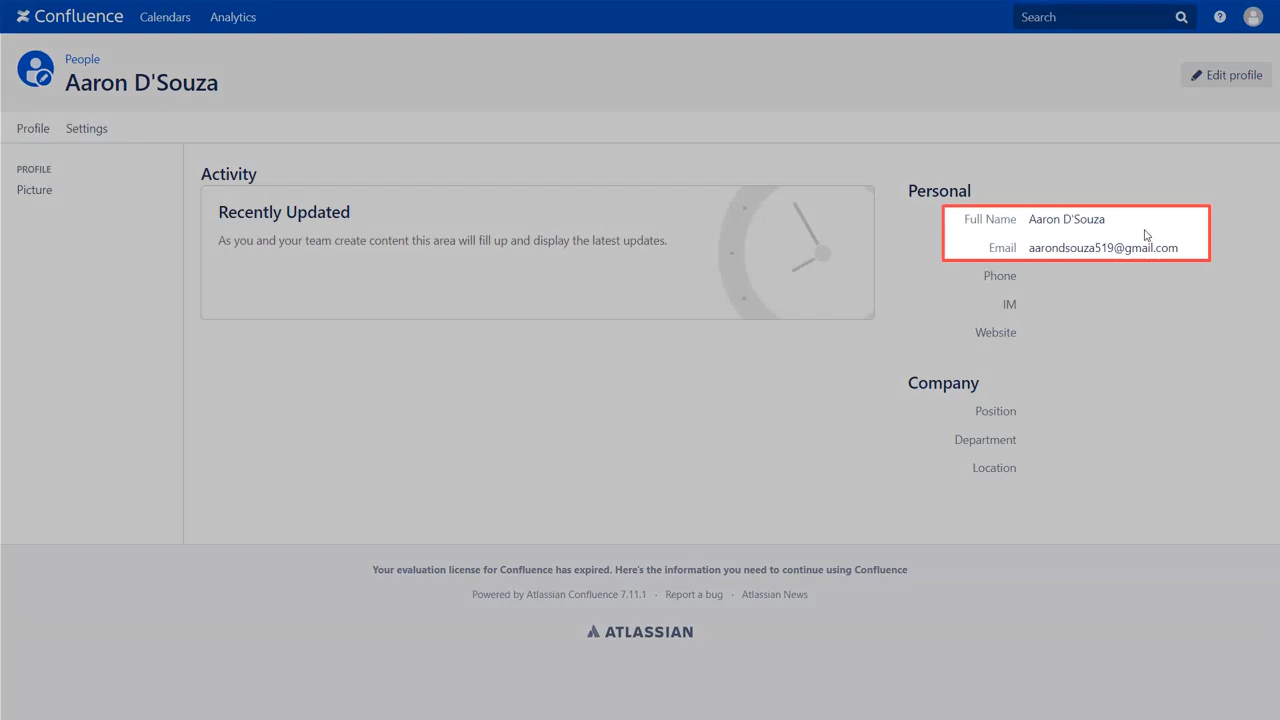 Confluence Calendars Analytics Search
People
Aaron D'Souza
Edit profile
Profile Settings
PROFILE
Picture
Activity
Recently Updated
As you and your team create content this area will fill up and display the latest updates.
Personal
Full Name Aaron D'Souza
Email aarondsouza519@gmail.com
Phone
IM
Website
Company
Position
Department
Location
Your evaluation license for Confluence has expired. Here's the information you need to continue using Confluence
Powered by Atlassian Confluence 7.11.1 · Report a bug · Atlassian News
ATLASSIAN